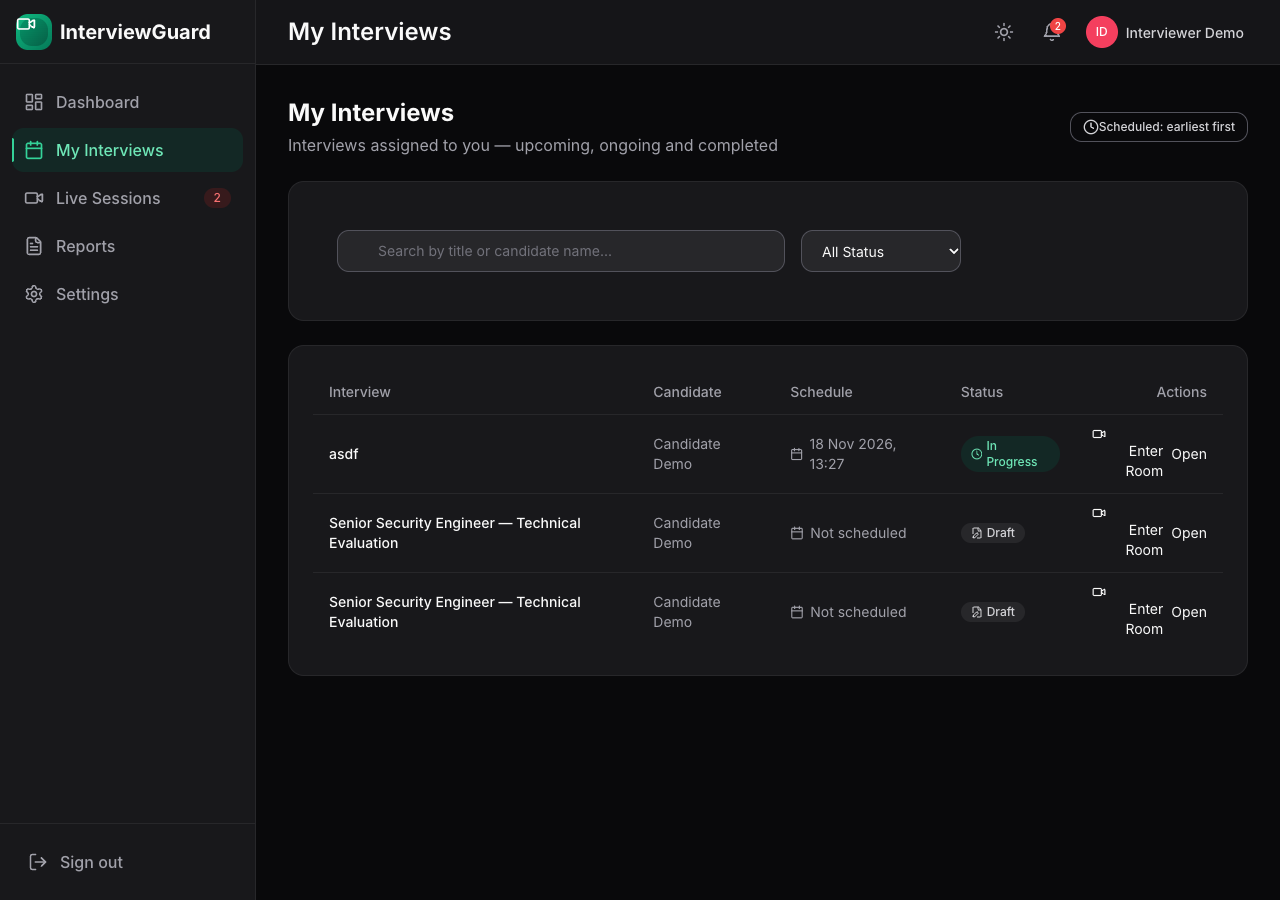 InterviewGuard
My Interviews
2
ID
Interviewer Demo
Dashboard
My Interviews
Live Sessions
2
Reports
Settings
Sign out
My Interviews
Interviews assigned to you — upcoming, ongoing and completed
Scheduled: earliest first
Search by title or candidate name...
All Status
Interview
Candidate
Schedule
Status
Actions
asdf
Candidate
Demo
18 Nov 2026,
13:27
In
Progress
Enter
Room
Open
Senior Security Engineer — Technical
Evaluation
Candidate
Demo
Not scheduled
Draft
Enter
Room
Open
Senior Security Engineer — Technical
Evaluation
Candidate
Demo
Not scheduled
Draft
Enter
Room
Open